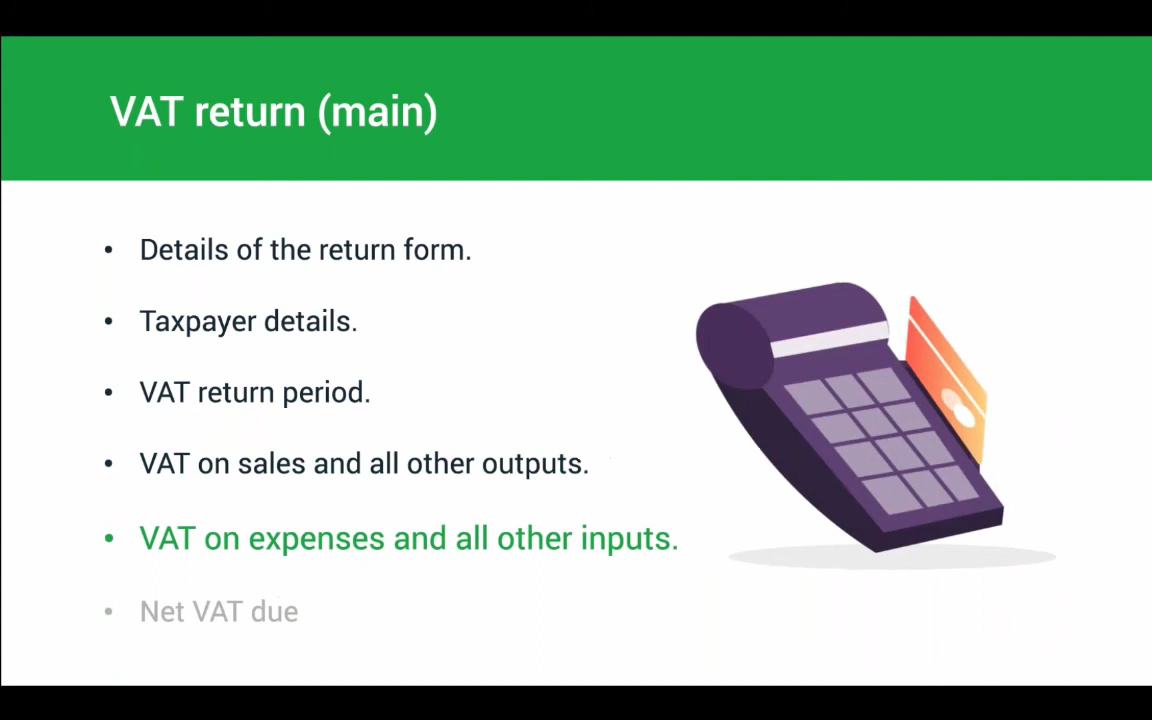 VAT return (main)
• Details of the return form.
• Taxpayer details.
• VAT return period.
• VAT on sales and all other outputs.
• VAT on expenses and all other inputs.
• Net VAT due